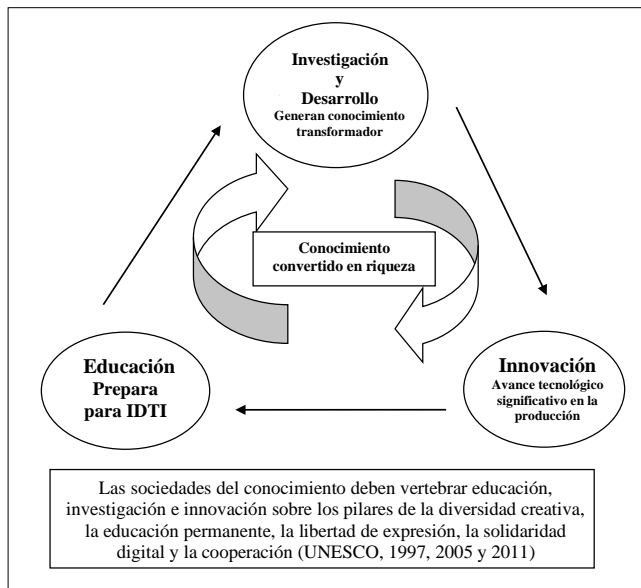 Investigación
y
Desarrollo
Generan conocimiento
transformador
Conocimiento
convertido en riqueza
Educación
Prepara
para IDTI
Innovación
Avance tecnológico
significativo en la
producción
Las sociedades del conocimiento deben vertebrar educación,
investigación e innovación sobre los pilares de la diversidad creativa,
la educación permanente, la libertad de expresión, la solidaridad
digital y la cooperación (UNESCO, 1997, 2005 y 2011)